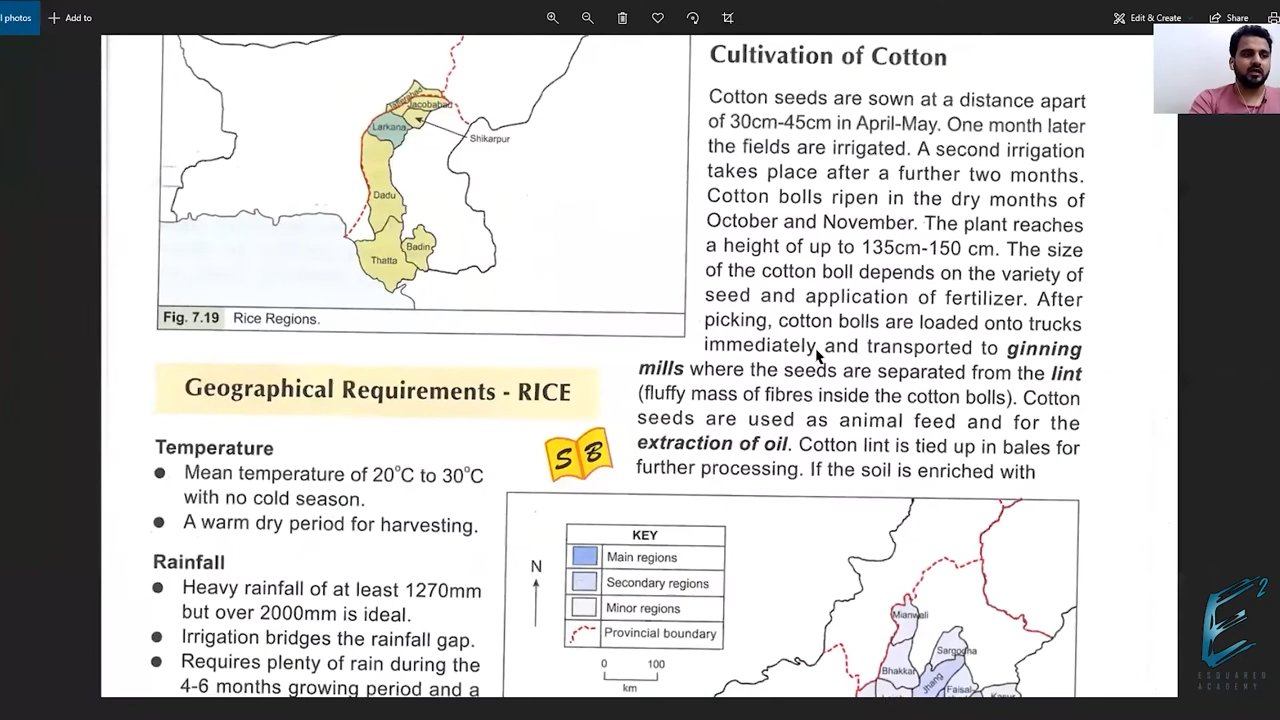 l photos
Add to
Edit & Create
Share
Jacobabad
Larkana
Shikarpur
Dadu
Badin
Thatta
Fig. 7.19 Rice Regions.
Geographical Requirements - RICE
Temperature
● Mean temperature of 20°C to 30°C
with no cold season.
● A warm dry period for harvesting.
Rainfall
● Heavy rainfall of at least 1270mm
but over 2000mm is ideal.
● Irrigation bridges the rainfall gap.
● Requires plenty of rain during the
4-6 months growing period and a
Cultivation of Cotton
Cotton seeds are sown at a distance apart
of 30cm-45cm in April-May. One month later
the fields are irrigated. A second irrigation
takes place after a further two months.
Cotton bolls ripen in the dry months of
October and November. The plant reaches
a height of up to 135cm-150 cm. The size
of the cotton boll depends on the variety of
seed and application of fertilizer. After
picking, cotton bolls are loaded onto trucks
immediately and transported to ginning
mills where the seeds are separated from the lint
(fluffy mass of fibres inside the cotton bolls). Cotton
seeds are used as animal feed and for the
extraction of oil. Cotton lint is tied up in bales for
further processing. If the soil is enriched with
S B
KEY
Main regions
Secondary regions
Minor regions
Provincial boundary
0 100
km
N
Mianwali
Sargodha
Bhakkar
Jhang
Faisal-
Kasur
E2
ESQUARED
ACADEMY